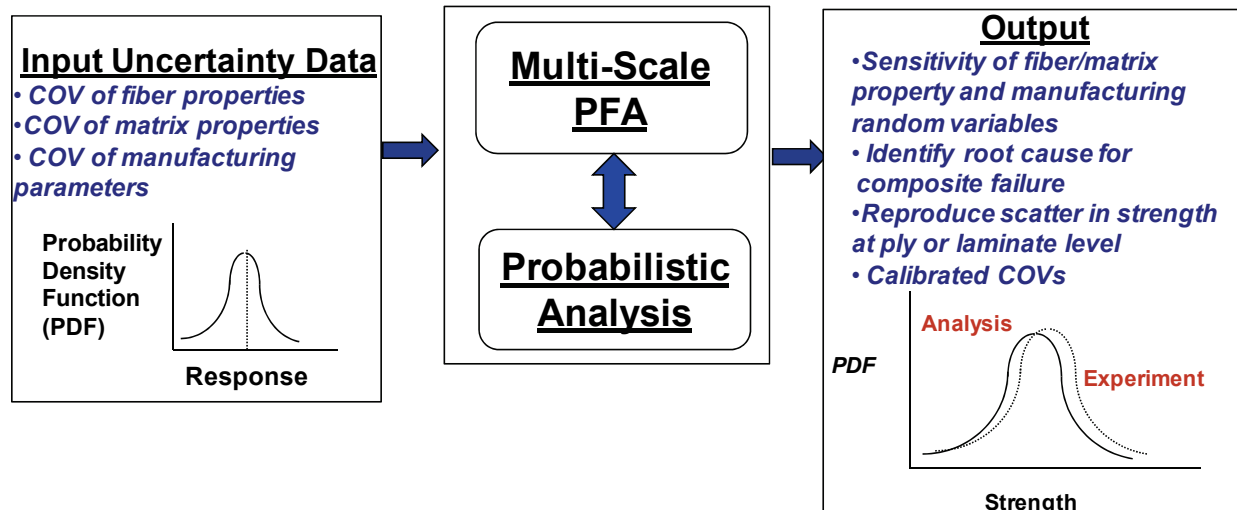 Input Uncertainty Data
• COV of fiber properties
•COV of matrix properties
• COV of manufacturing
parameters
Probability
Density
Function
(PDF)
Response
Multi-Scale
PFA
Probabilistic
Analysis
Output
•Sensitivity of fiber/matrix
property and manufacturing
random variables
• Identify root cause for
composite failure
•Reproduce scatter in strength
at ply or laminate level
• Calibrated COVs
Analysis
PDF
Experiment
Strength